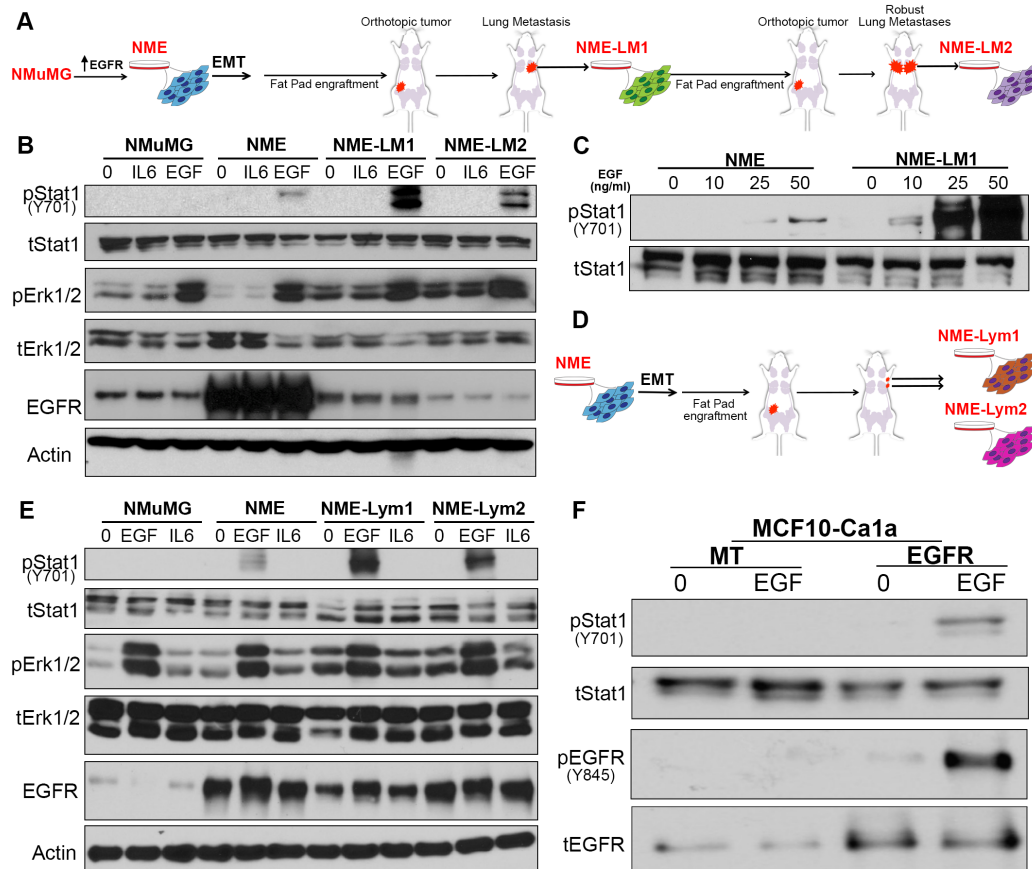 A
NMuMG
↑EGFR
NME
EMT
Fat Pad engraftment
Orthotopic tumor
Lung Metastasis
NME-LM1
Fat Pad engraftment
Orthotopic tumor
Robust
Lung Metastases
NME-LM2
B
NMuMG NME NME-LM1 NME-LM2
0 IL6 EGF 0 IL6 EGF 0 IL6 EGF 0 IL6 EGF
pStat1
(Y701)
tStat1
pErk1/2
tErk1/2
EGFR
Actin
C
NME NME-LM1
EGF
(ng/ml)
0 10 25 50 0 10 25 50
pStat1
(Y701)
tStat1
D
NME
EMT
Fat Pad
engraftment
NME-Lym1
NME-Lym2
E
NMuMG NME NME-Lym1 NME-Lym2
0 EGF IL6 0 EGF IL6 0 EGF IL6 0 EGF IL6
pStat1
(Y701)
tStat1
pErk1/2
tErk1/2
EGFR
Actin
F
MCF10-Ca1a
MT EGFR
0 EGF 0 EGF
pStat1
(Y701)
tStat1
pEGFR
(Y845)
tEGFR